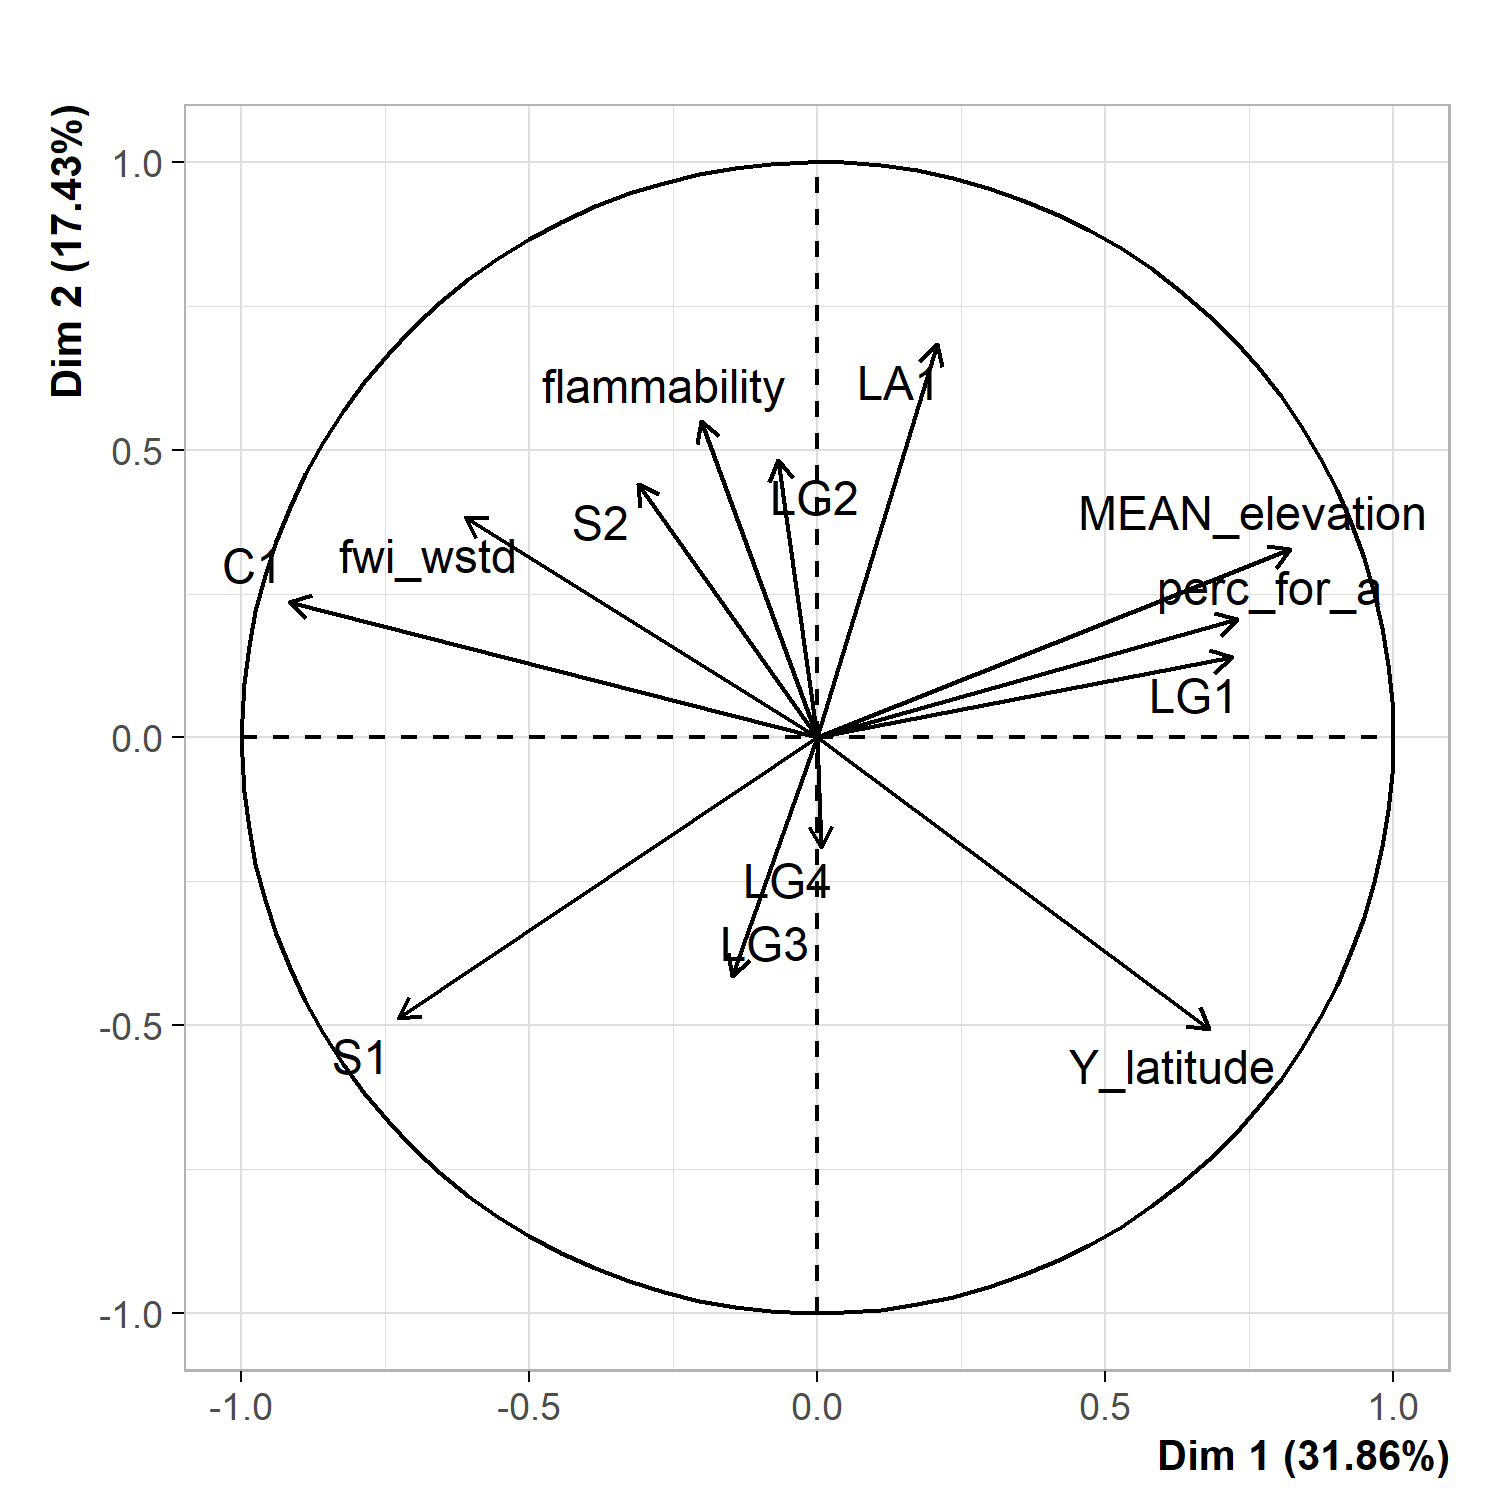 Dim 2 (17.43%)
1.0
0.5
0.0
-0.5
-1.0
flammability
LA1
LG2
S2
MEAN_elevation
fwi_wstd
C1
perc_for_a
LG1
LG4
LG3
S1
Y_latitude
-1.0
-0.5
0.0
0.5
1.0
Dim 1 (31.86%)